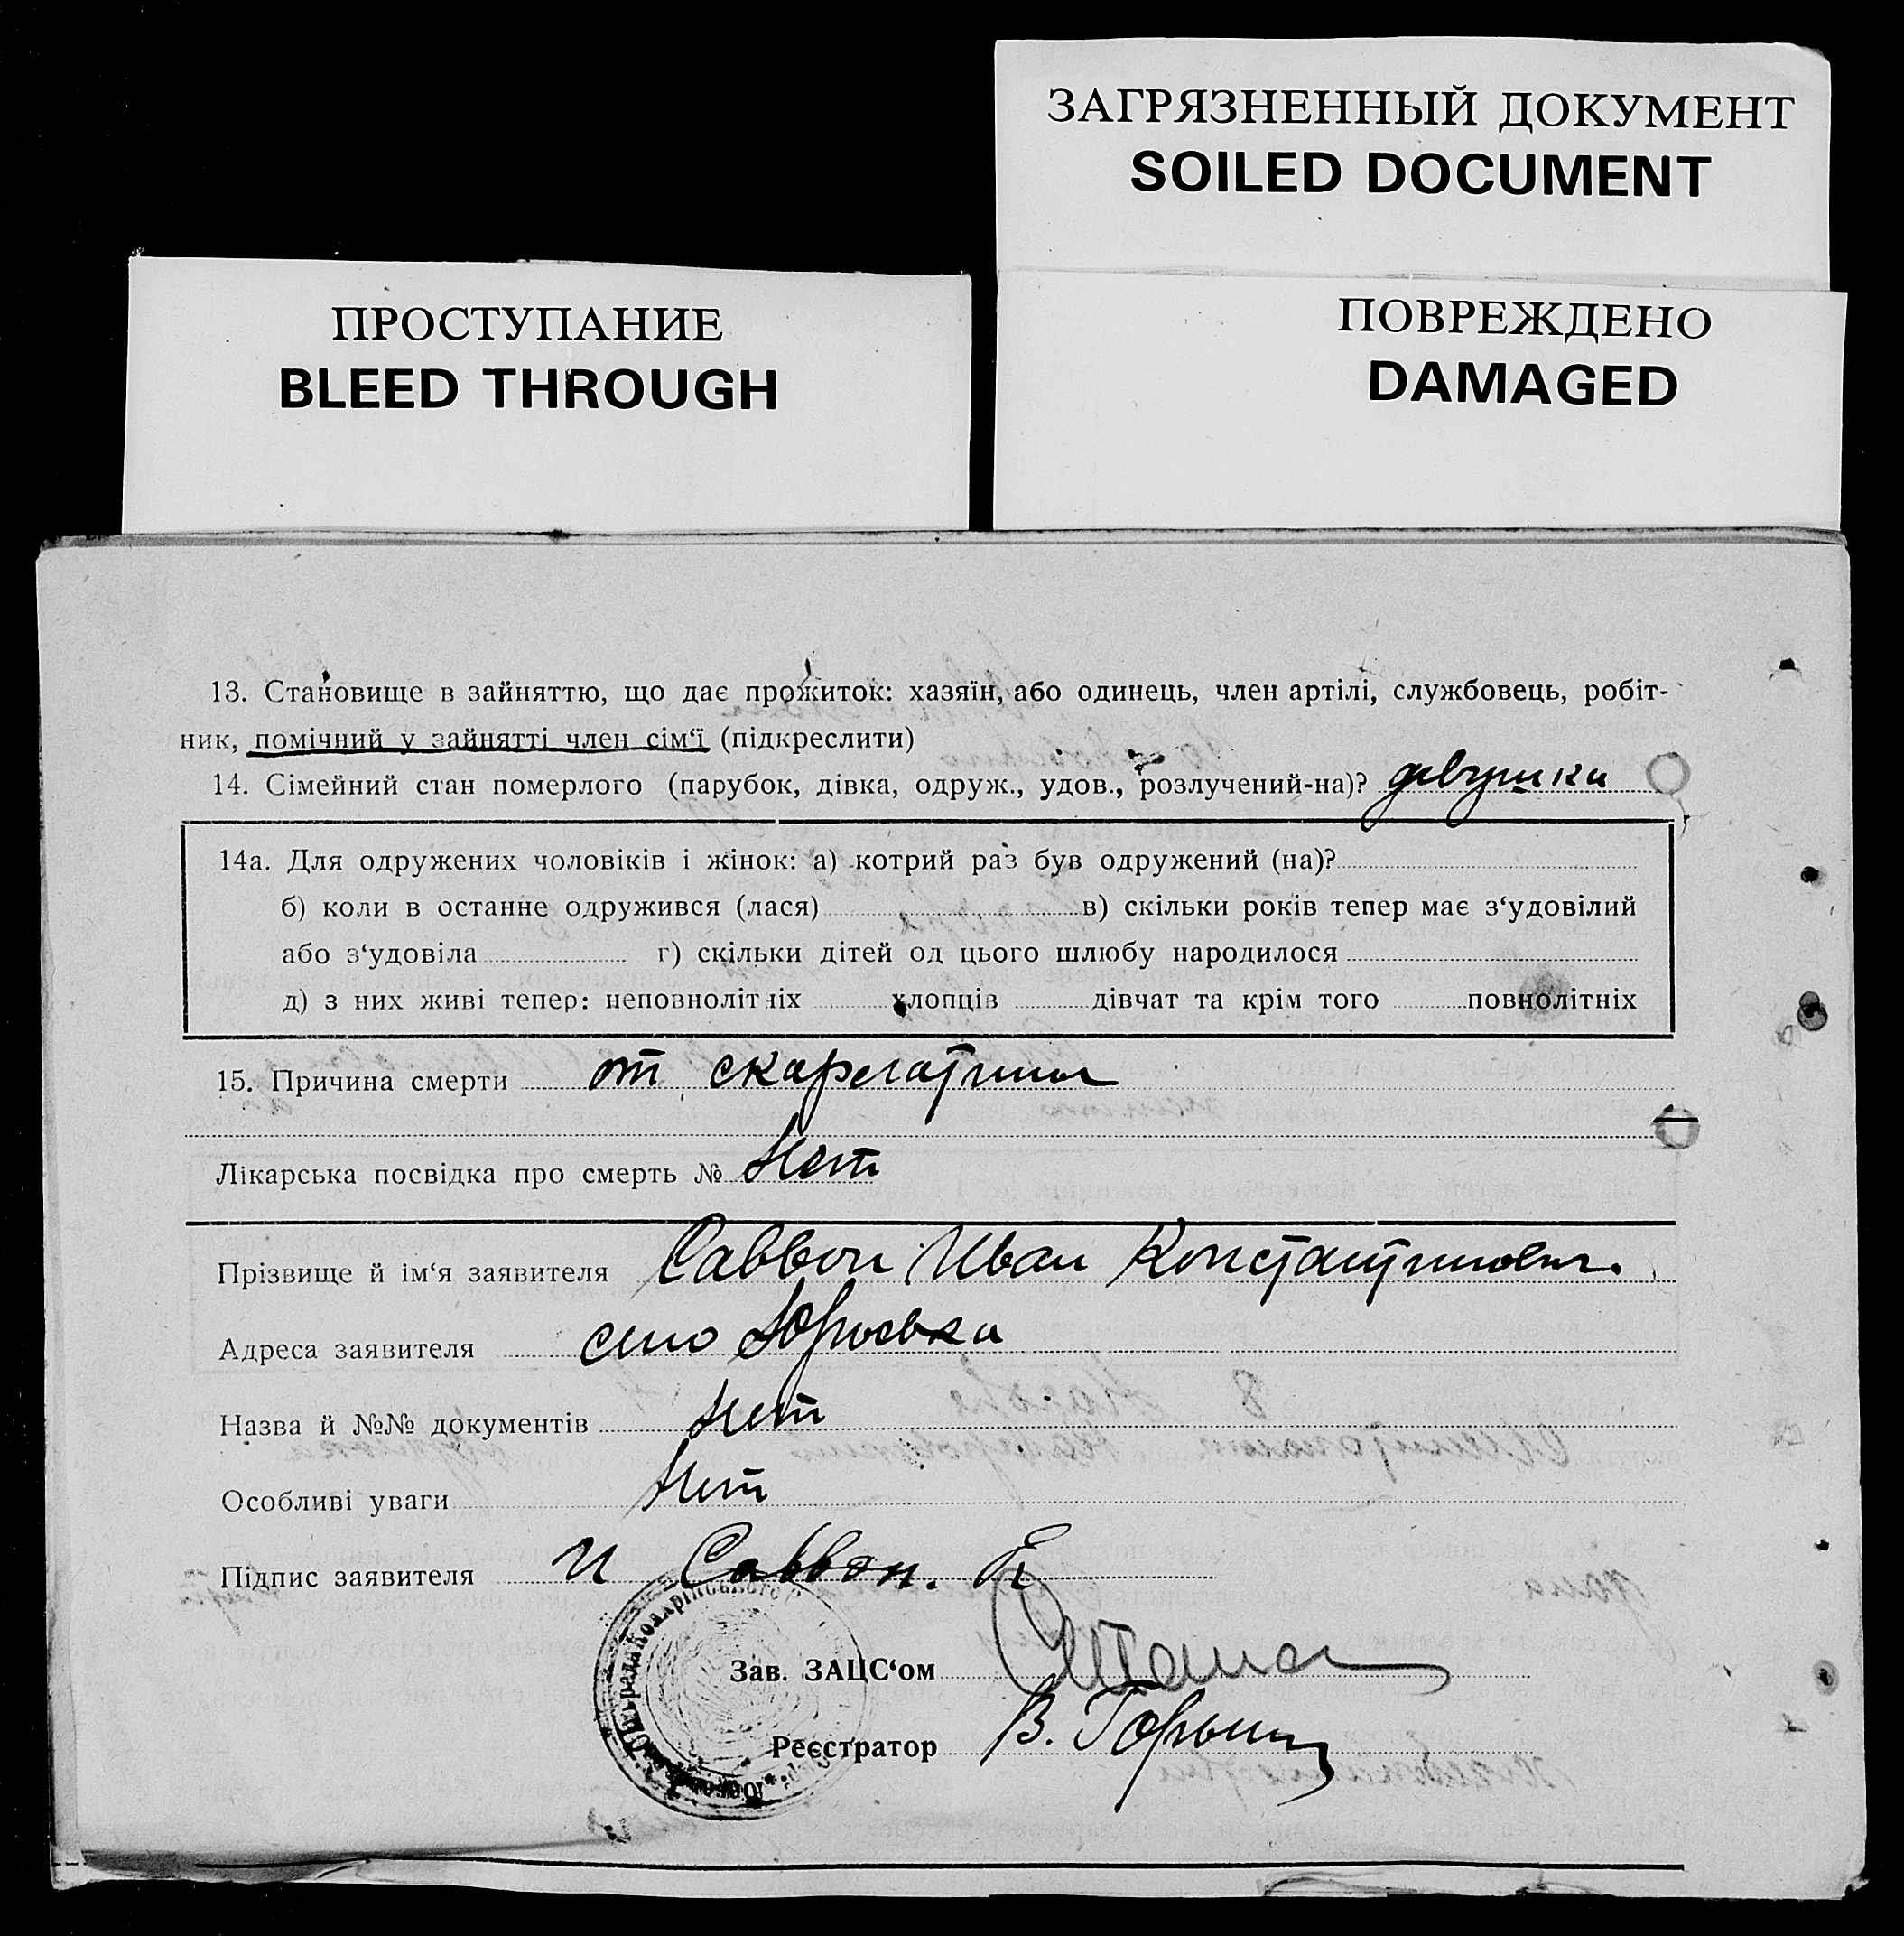 ЗАГРЯЗНЕННЫЙ ДОКУМЕНТ
SOILED DOCUMENT
ПРОСТУПАНИЕ
BLEED THROUGH
ПОВРЕЖДЕНО
DAMAGED
13. Становище в зайняттю, що дає прожиток: хазяїн, або одинець, член артілі, службовець, робіт-
ник, помічний у зайнятті член сім‘ї (підкреслити)
14. Сімейний стан померлого (парубок, дівка, одруж., удов., розлучений-на)? девушка
14а. Для одружених чоловіків і жінок: а) котрий раз був одружений (на)?
б) коли в останнє одружився (лася) в) скільки років тепер має з‘удовілий
або з‘удовіла г) скільки дітей од цього шлюбу народилося
д) з них живі тепер: неповнолітніх хлопців дівчат та крім того повнолітніх
15. Причина смерти от скарлатины
Лікарська посвідка про смерть № Нет
Прізвище й ім‘я заявителя Саввон Иван Константинович.
Адреса заявителя село Юрьевка
Назва й №№ документів Нет
Особливі уваги Нет
Підпис заявителя И Саввон.
Зав. ЗАЦС‘ом
Реєстратор В.